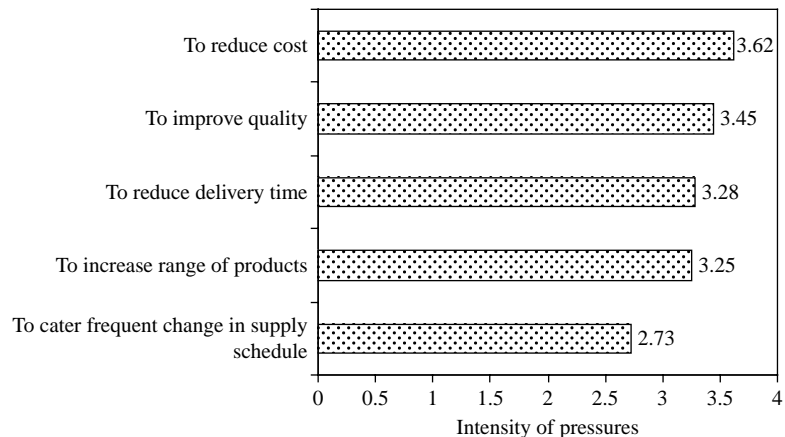 To reduce cost
3.62
To improve quality
3.45
To reduce delivery time
3.28
To increase range of products
3.25
To cater frequent change in supply
schedule
2.73
0 0.5 1 1.5 2 2.5 3 3.5 4
Intensity of pressures